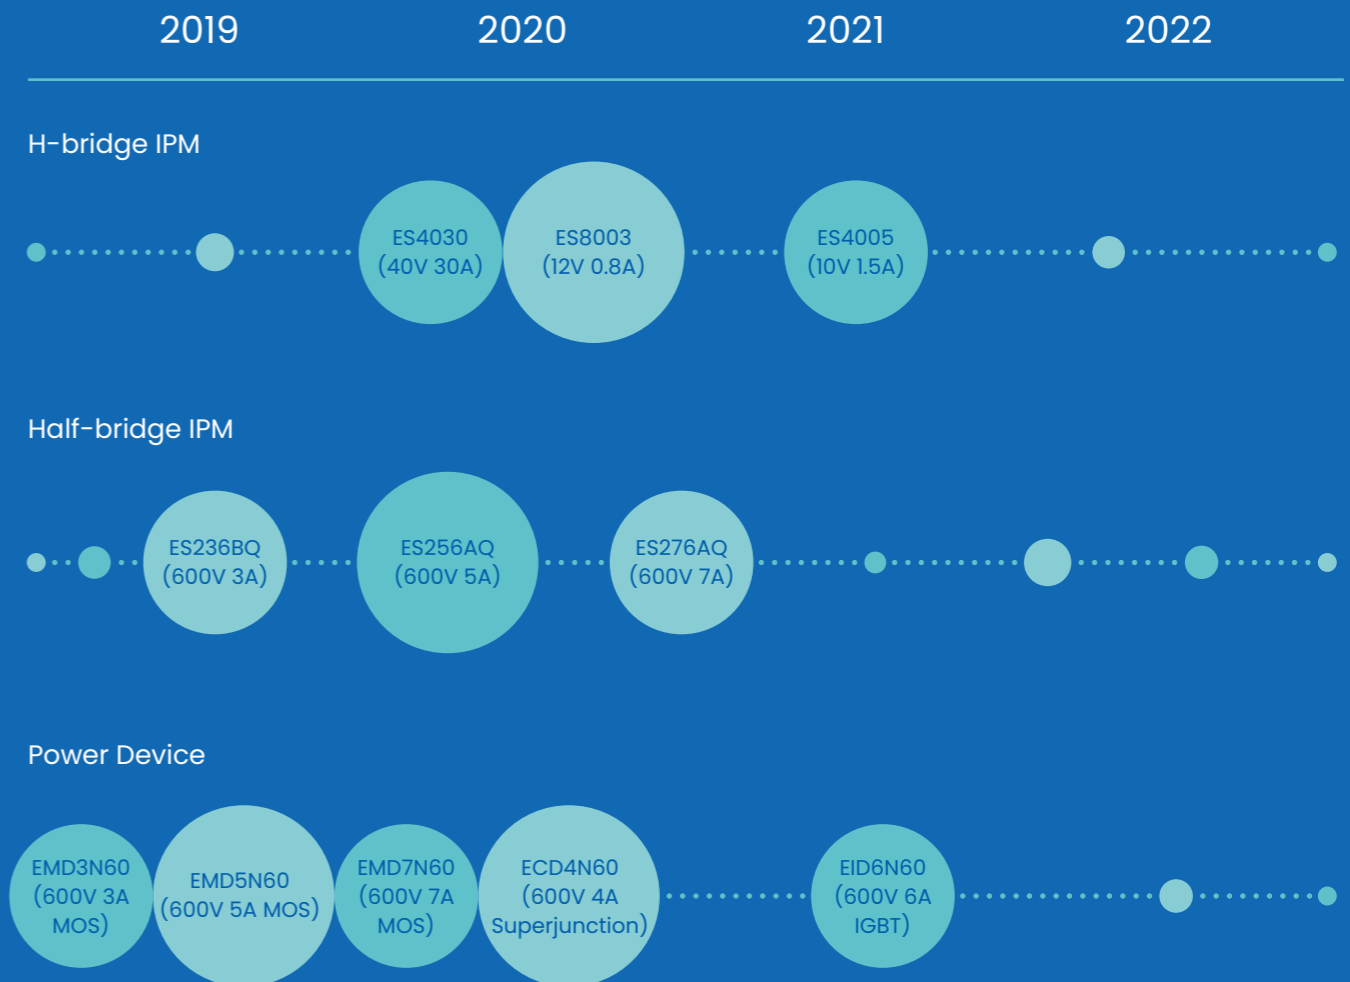 2019 2020 2021 2022
H-bridge IPM
ES4030
(40V 30A)
ES8003
(12V 0.8A)
ES4005
(10V 1.5A)
Half-bridge IPM
ES236BQ
(600V 3A)
ES256AQ
(600V 5A)
ES276AQ
(600V 7A)
Power Device
EMD3N60
(600V 3A
MOS)
EMD5N60
(600V 5A MOS)
EMD7N60
(600V 7A
MOS)
ECD4N60
(600V 4A
Superjunction)
EID6N60
(600V 6A
IGBT)